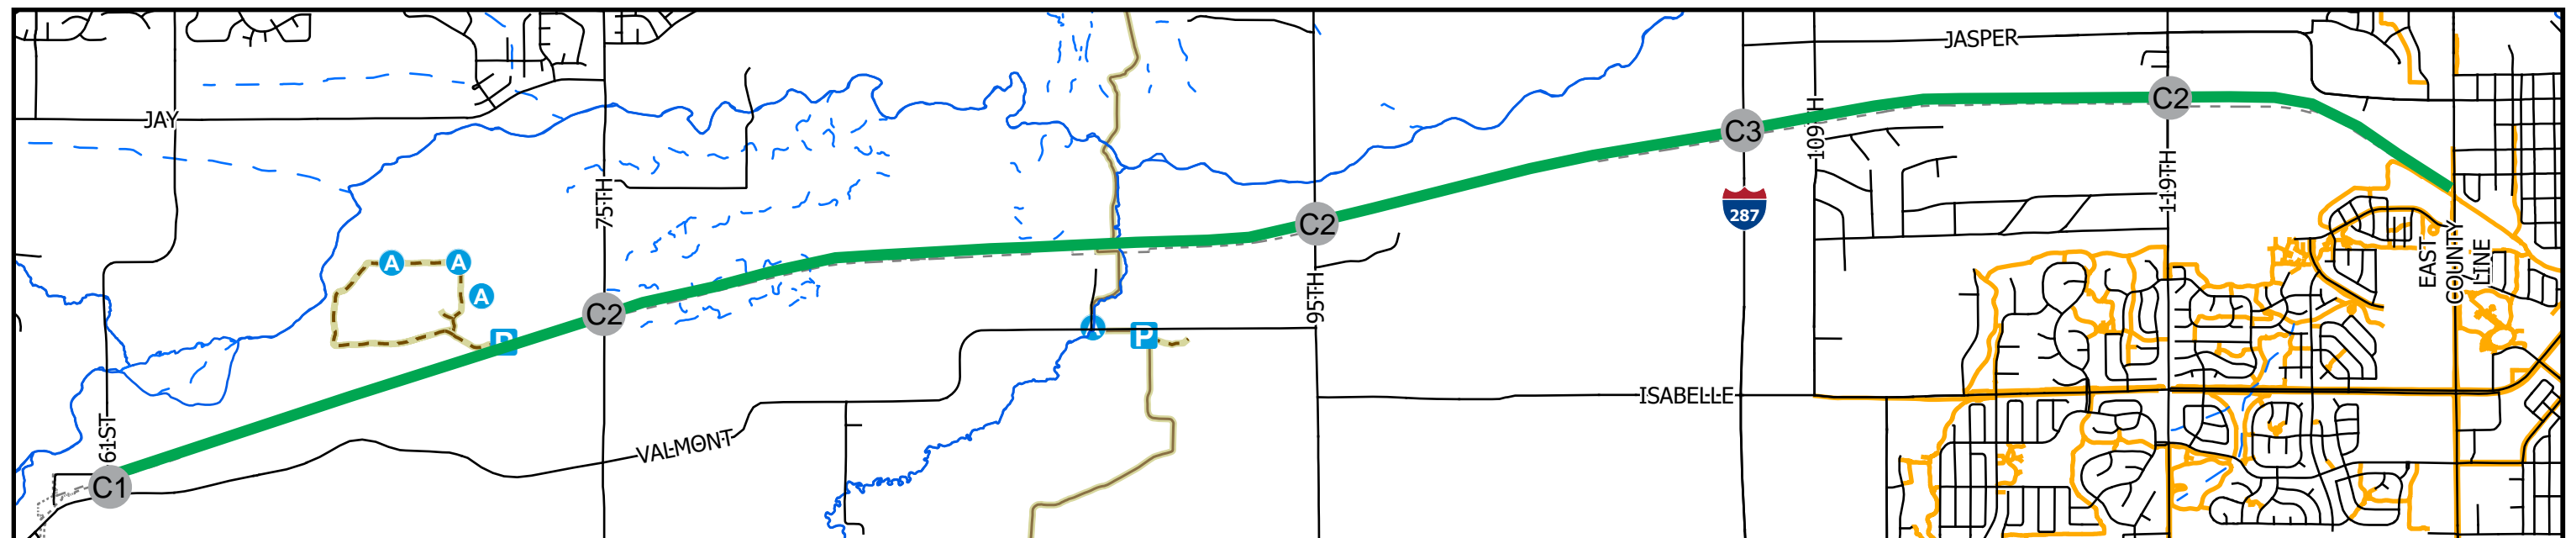 JASPER
JAY
C2
C3
109TH
75TH
119TH
C2
287
A
A
A
EAST
COUNTY
LINE
95TH
C2
A
P
P
61ST
ISABELLE
VALMONT
C1